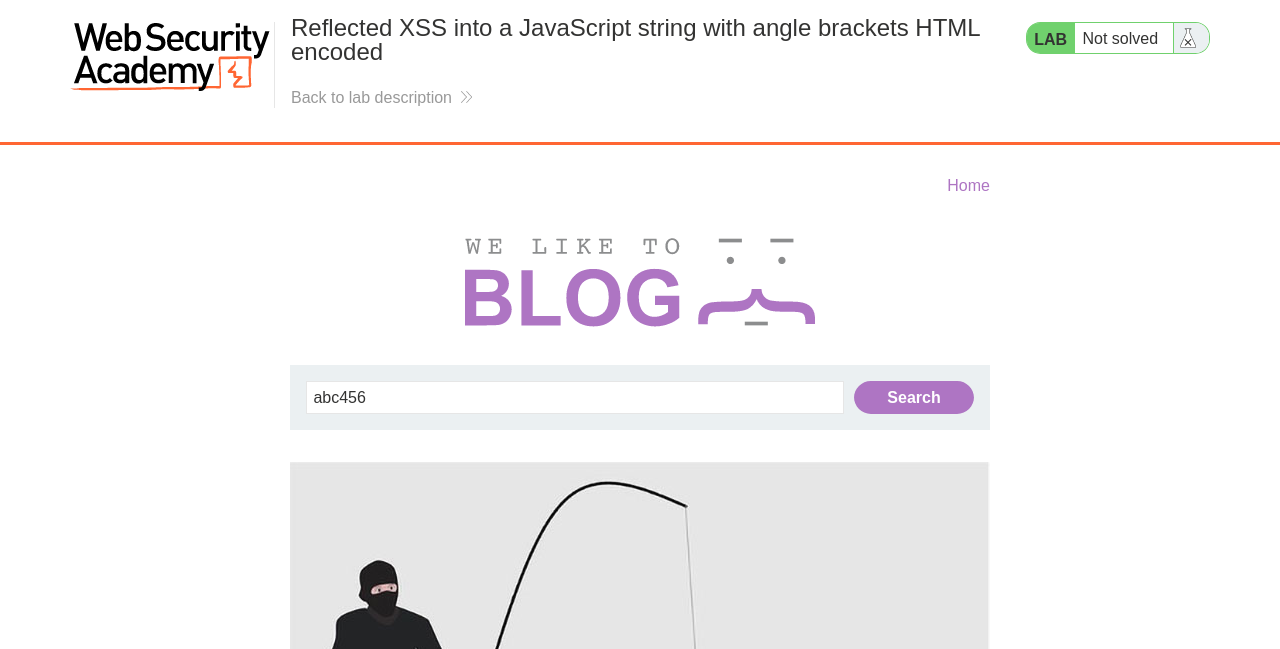 Web Security
Academy
Reflected XSS into a JavaScript string with angle brackets HTML
encoded
Back to lab description
LAB Not solved
Home
WE LIKE TO
BLOG
abc456
Search